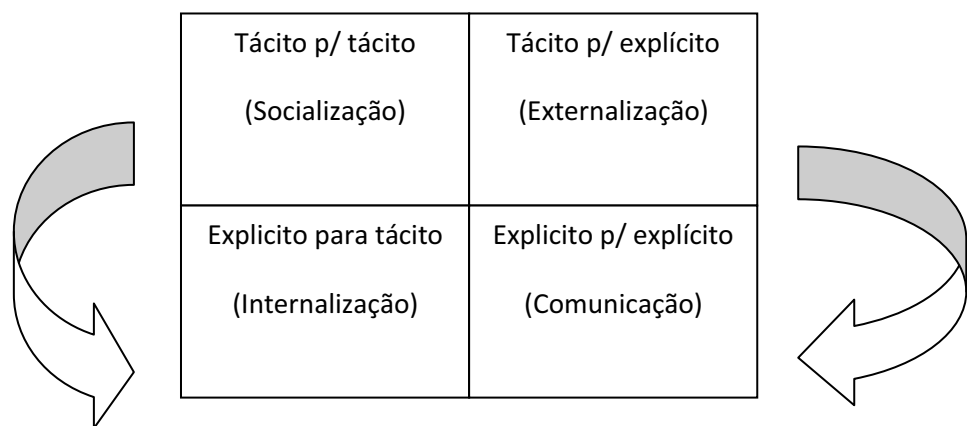 Tácito p/ tácito
(Socialização)
Tácito p/ explícito
(Externalização)
Explicito para tácito
(Internalização)
Explicito p/ explícito
(Comunicação)